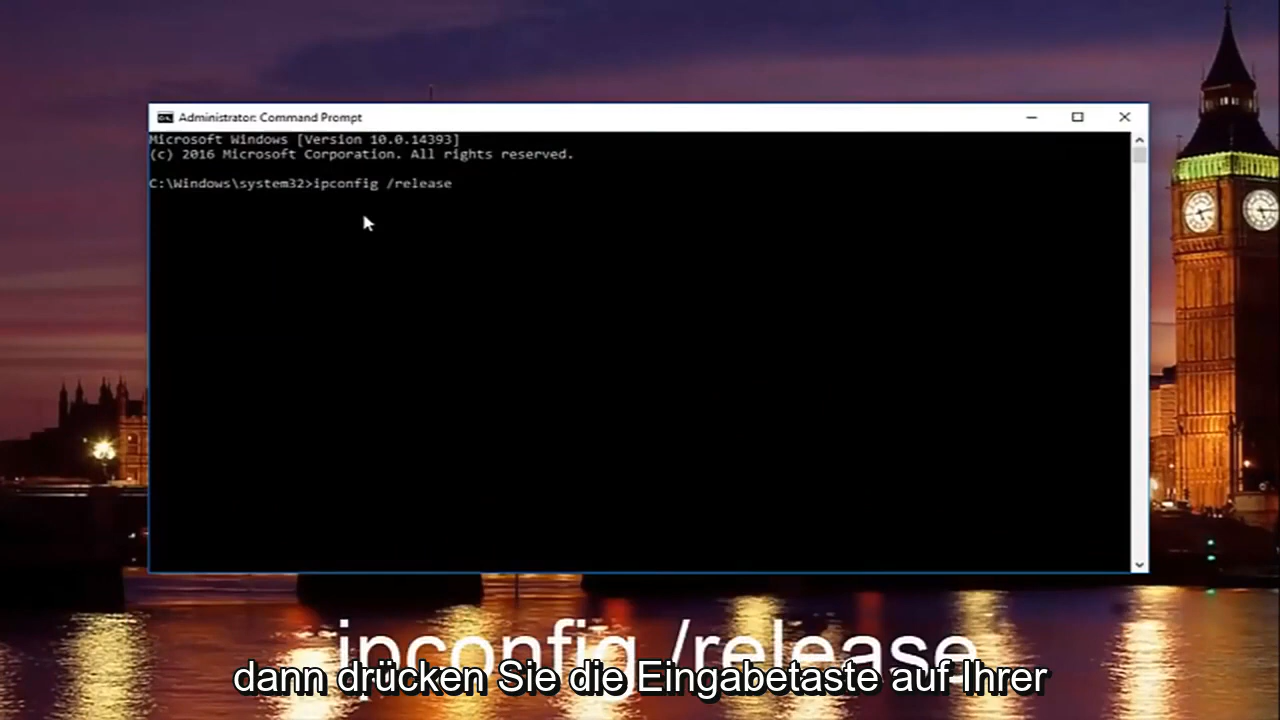 Administrator: Command Prompt
Microsoft Windows [Version 10.0.14393]
(c) 2016 Microsoft Corporation. All rights reserved.
C:\Windows\system32>ipconfig /release
ipconfig /release
dann drücken Sie die Eingabetaste auf Ihrer